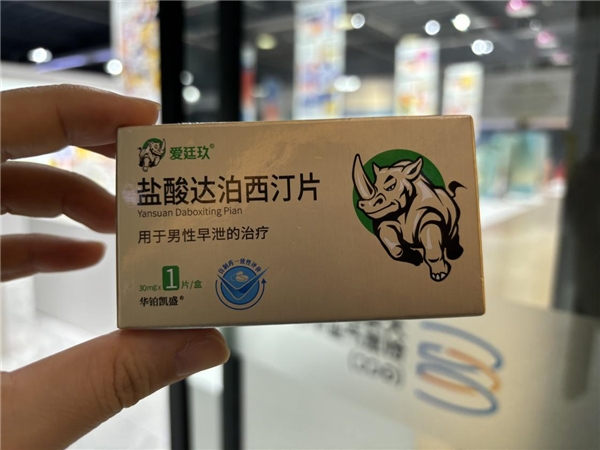 爱廷玖®
盐酸达泊西汀片
Yansuan Daboxiting Pian
用于男性早泄的治疗
30mg×1片/盒
华铂凯盛